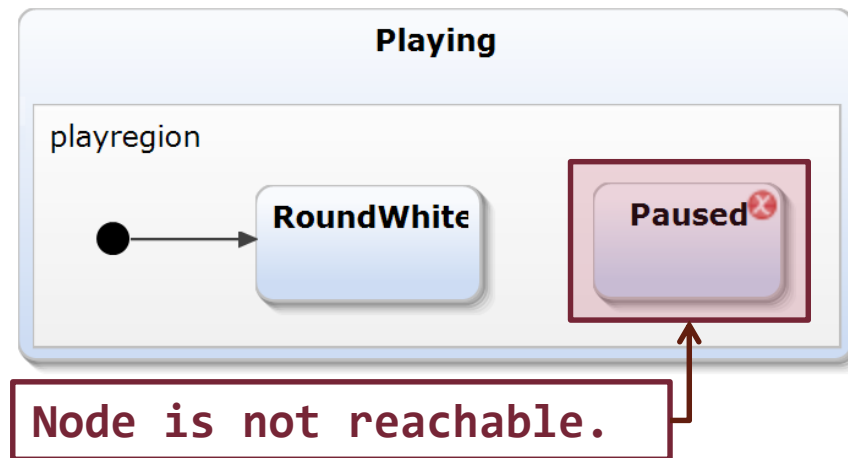 Playing
playregion
RoundWhite
Paused
Node is not reachable.